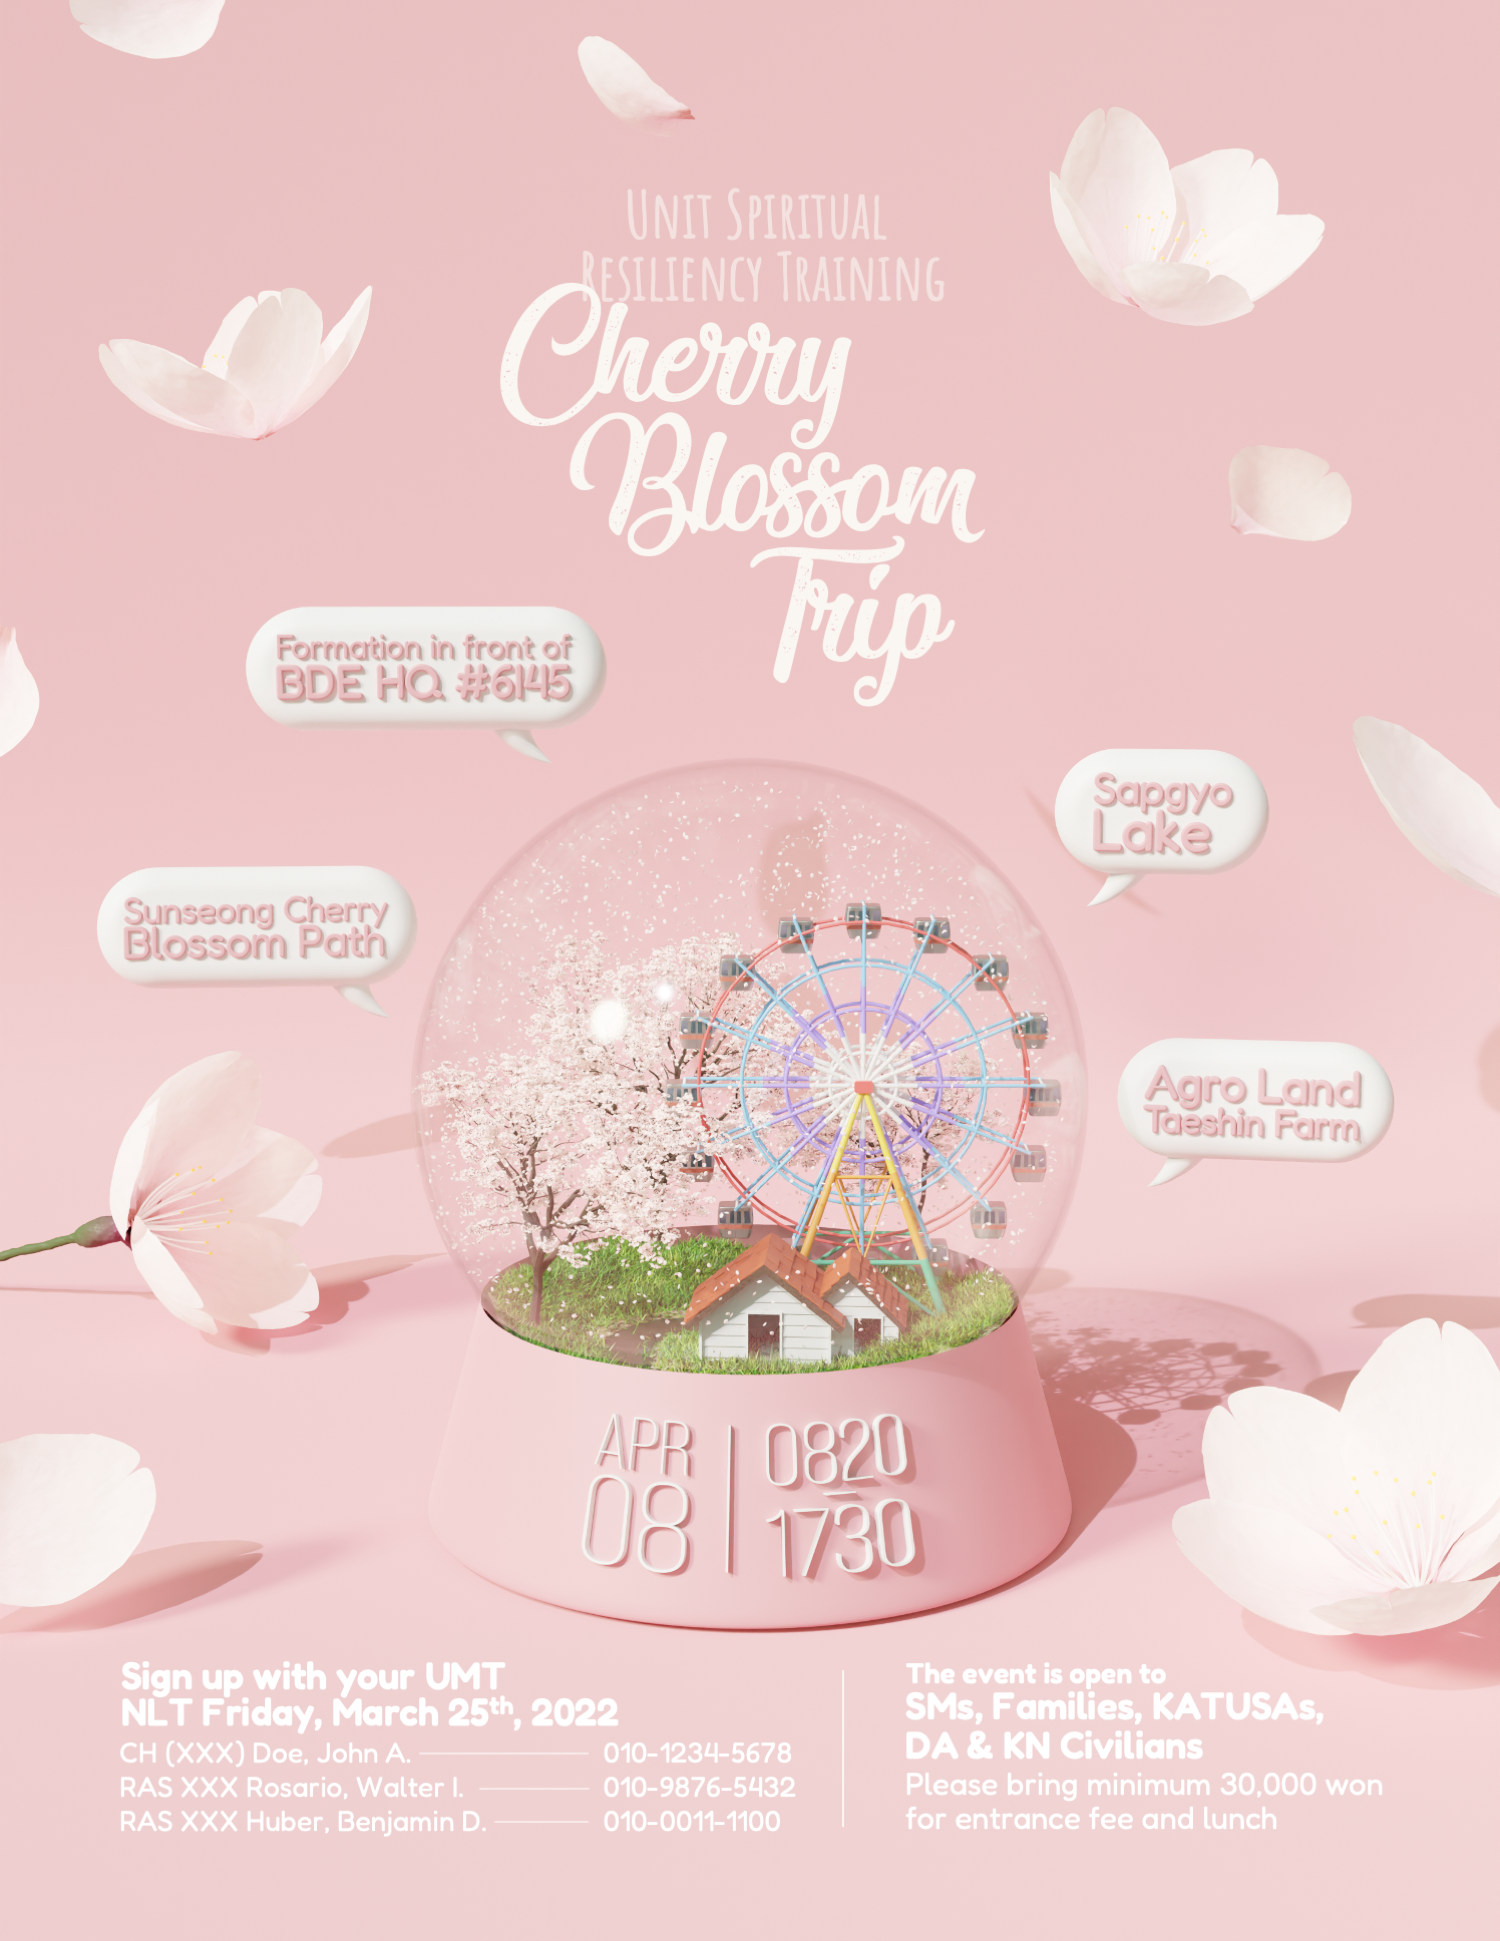 Unit Spiritual
Resiliency Training
Cherry
Blossom
Trip
Formation in front of
BDE HQ #6145
Sapgyo
Lake
Sunseong Cherry
Blossom Path
Agro Land
Taeshin Farm
APR
08
0820
–
1730
Sign up with your UMT
NLT Friday, March 25th, 2022
CH (XXX) Doe, John A. 010-1234-5678
RAS XXX Rosario, Walter I. 010-9876-5432
RAS XXX Huber, Benjamin D. 010-0011-1100
The event is open to
SMs, Families, KATUSAs,
DA & KN Civilians
Please bring minimum 30,000 won
for entrance fee and lunch